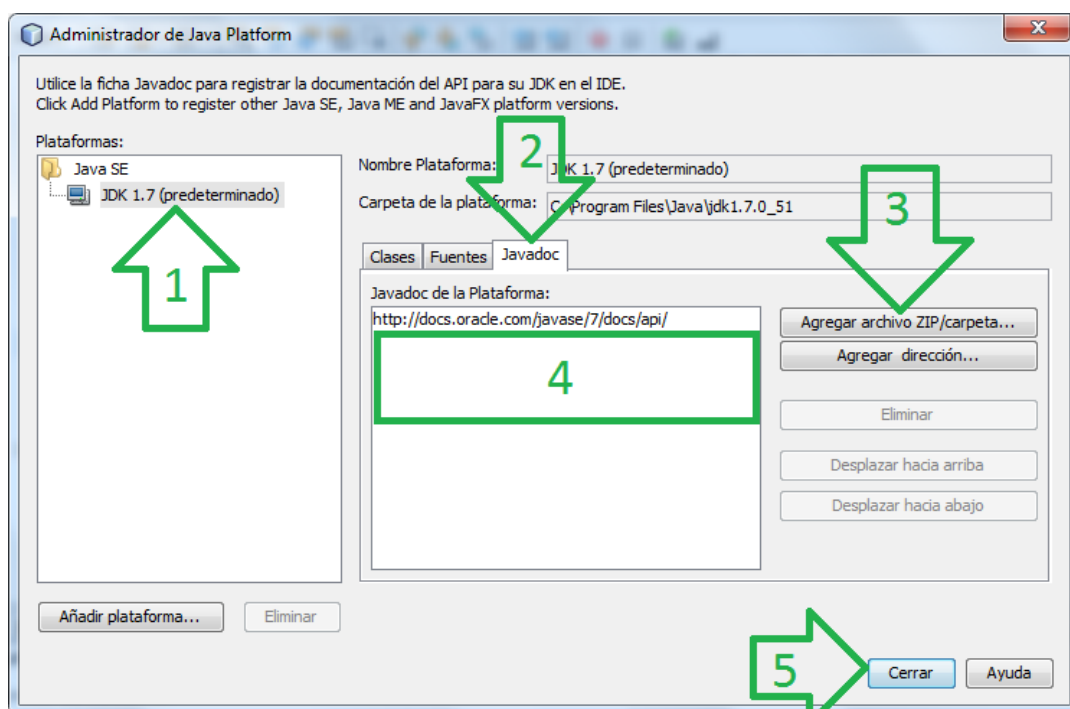 Administrador de Java Platform
Utilice la ficha Javadoc para registrar la documentación del API para su JDK en el IDE.
Click Add Platform to register other Java SE, Java ME and JavaFX platform versions.
Plataformas:
Java SE
JDK 1.7 (predeterminado)
1
2
Nombre Plataforma:
JDK 1.7 (predeterminado)
Carpeta de la plataforma:
C:\Program Files\Java\jdk1.7.0_51
3
Clases Fuentes Javadoc
Javadoc de la Plataforma:
http://docs.oracle.com/javase/7/docs/api/
4
Agregar archivo ZIP/carpeta...
Agregar dirección...
Eliminar
Desplazar hacia arriba
Desplazar hacia abajo
Añadir plataforma... Eliminar
5
Cerrar Ayuda